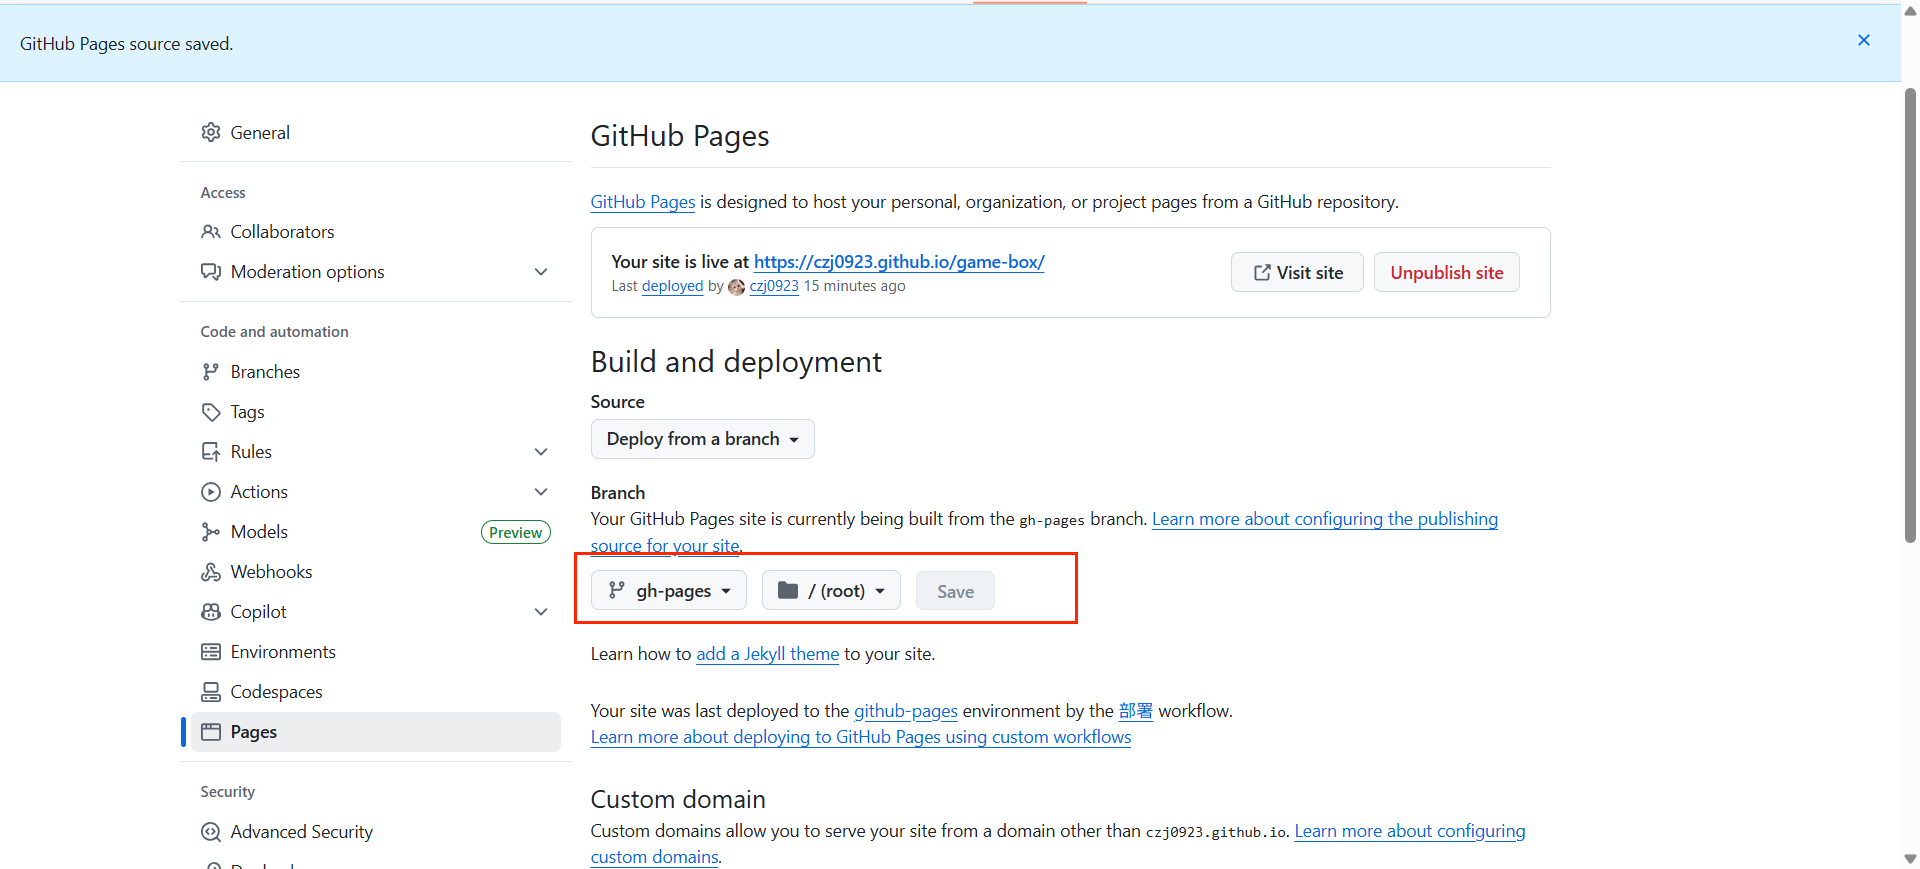 GitHub Pages source saved.
General
Access
Collaborators
Moderation options
Code and automation
Branches
Tags
Rules
Actions
Models
Preview
Webhooks
Copilot
Environments
Codespaces
Pages
Security
Advanced Security
GitHub Pages
GitHub Pages is designed to host your personal, organization, or project pages from a GitHub repository.
Your site is live at https://czj0923.github.io/game-box/
Last deployed by czj0923 15 minutes ago
Visit site
Unpublish site
Build and deployment
Source
Deploy from a branch
Branch
Your GitHub Pages site is currently being built from the gh-pages branch. Learn more about configuring the publishing
source for your site.
gh-pages
/ (root)
Save
Learn how to add a Jekyll theme to your site.
Your site was last deployed to the github-pages environment by the 部署 workflow.
Learn more about deploying to GitHub Pages using custom workflows
Custom domain
Custom domains allow you to serve your site from a domain other than czj0923.github.io. Learn more about configuring
custom domains.